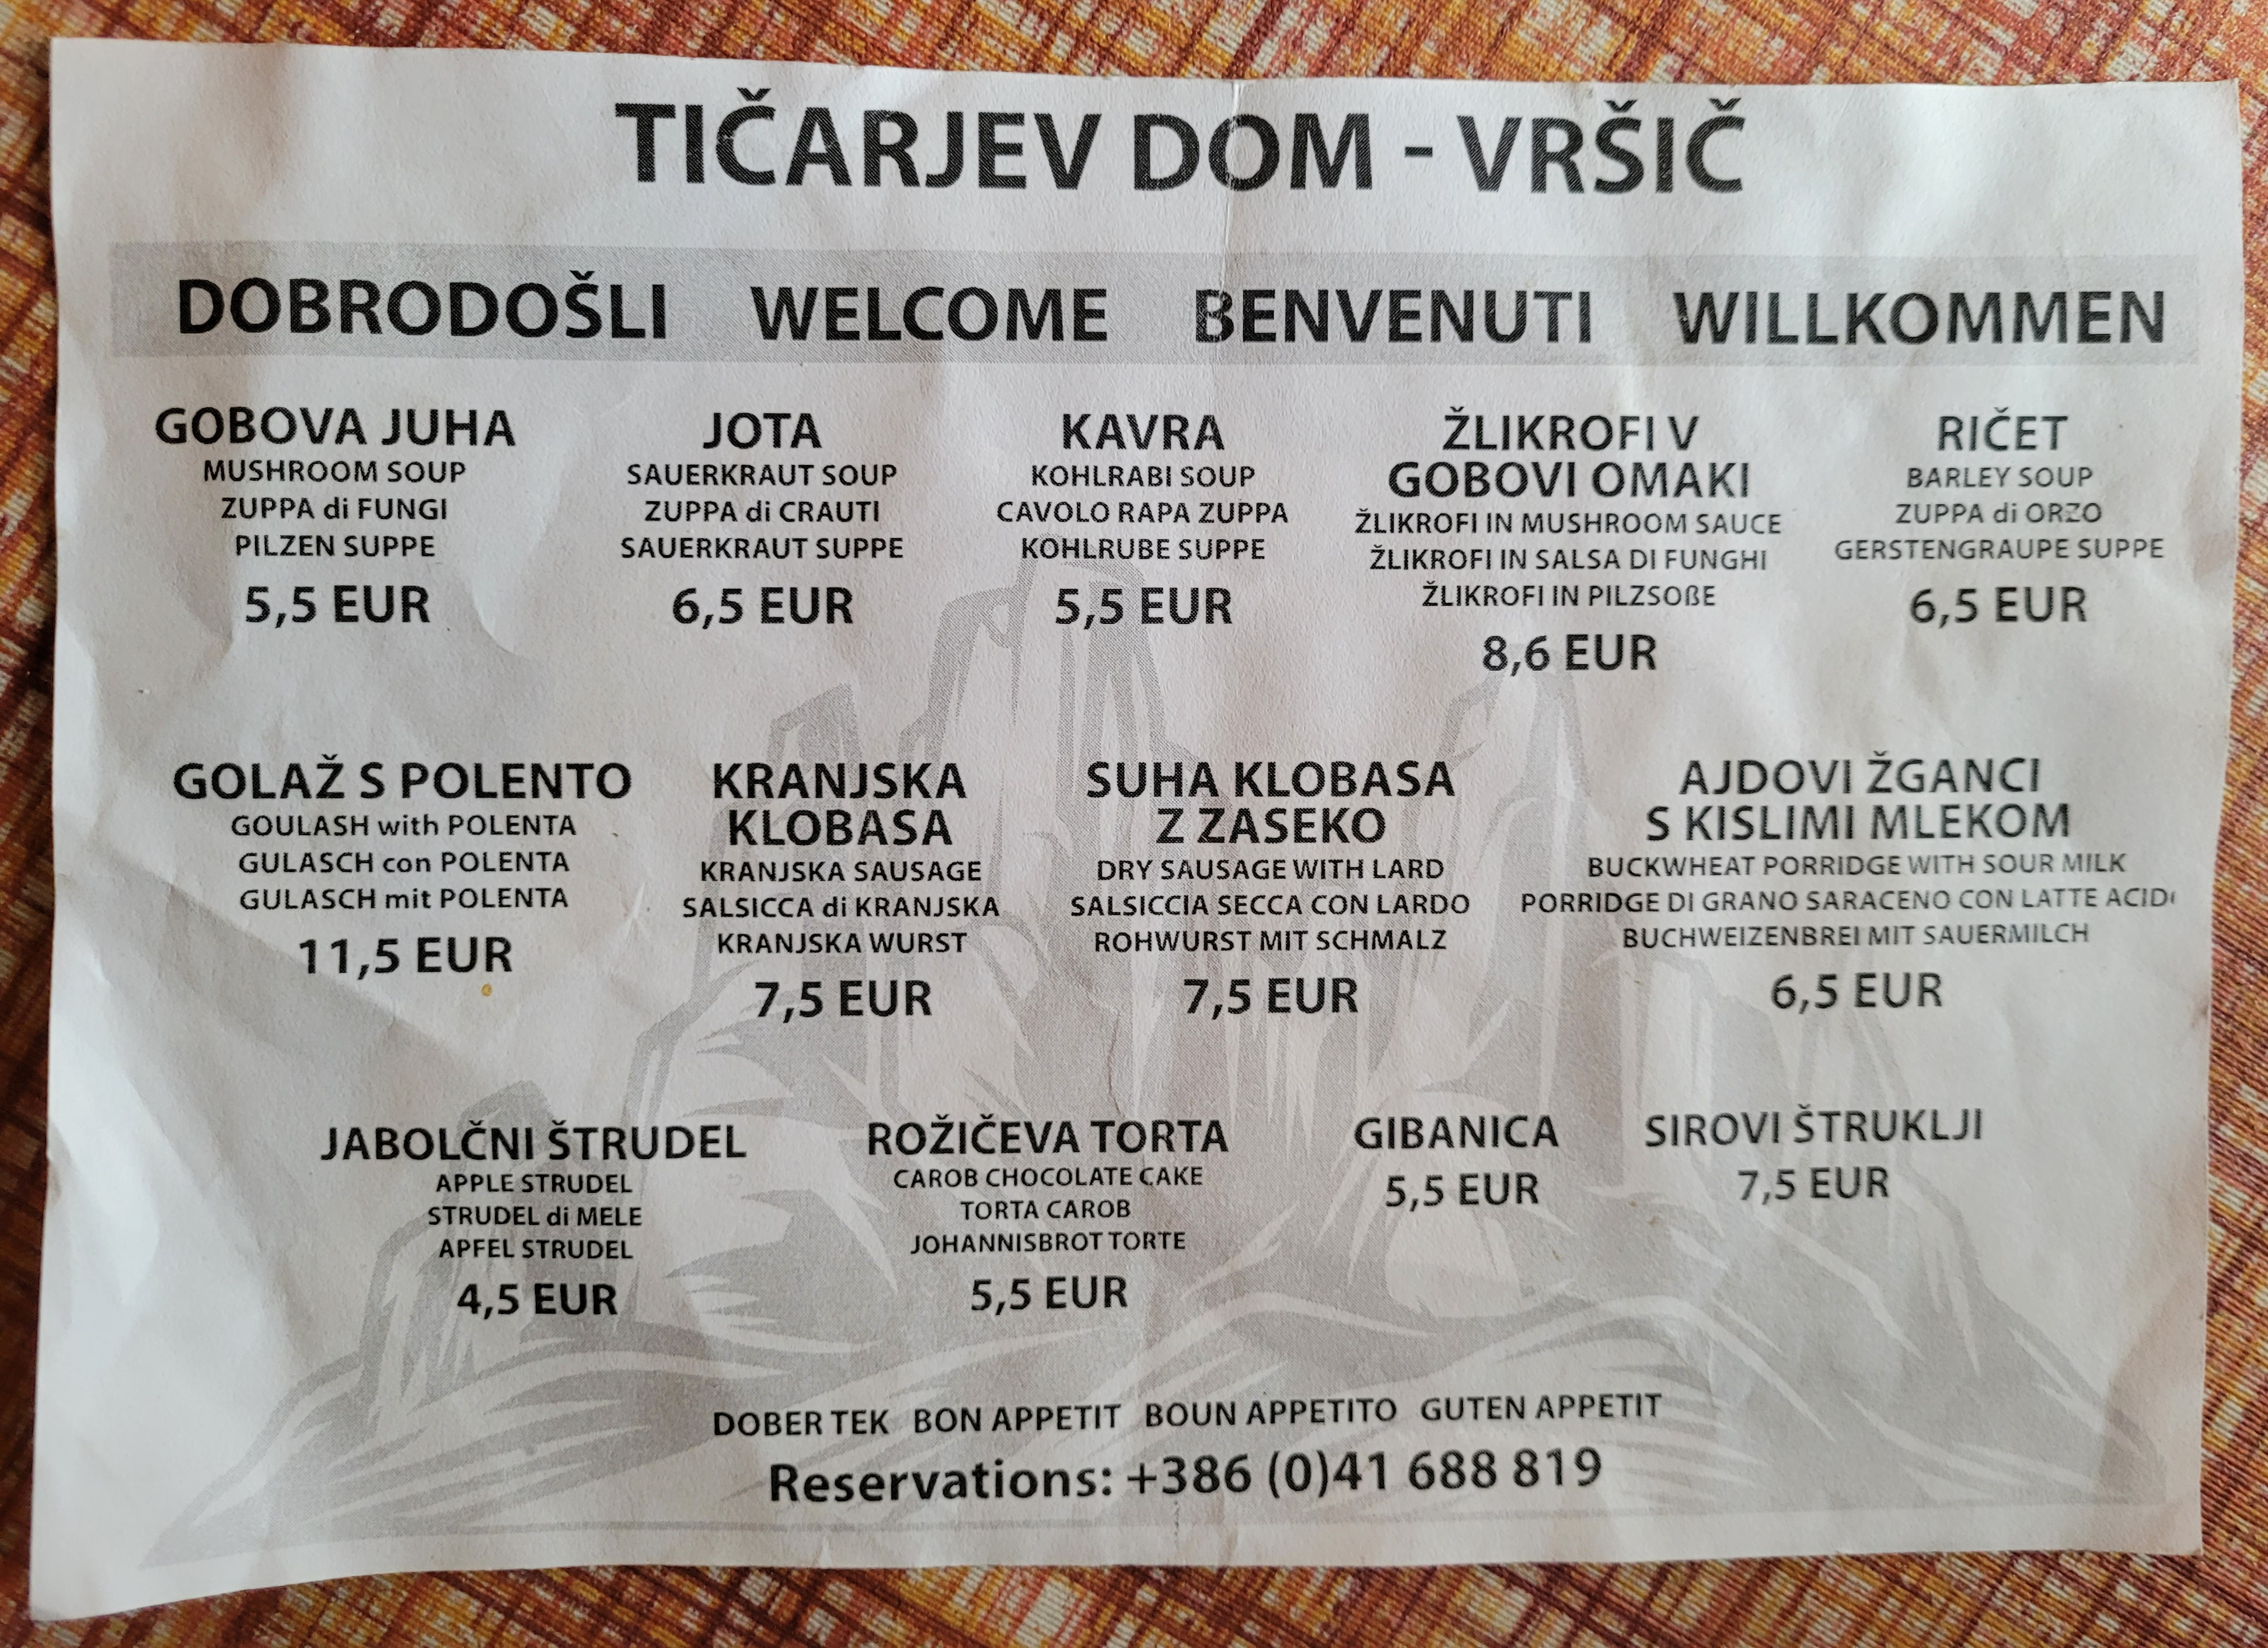 TIČARJEV DOM - VRŠIČ
DOBRODOŠLI WELCOME BENVENUTI WILLKOMMEN
GOBOVA JUHA
MUSHROOM SOUP
ZUPPA di FUNGI
PILZEN SUPPE
5,5 EUR
JOTA
SAUERKRAUT SOUP
ZUPPA di CRAUTI
SAUERKRAUT SUPPE
6,5 EUR
KAVRA
KOHLRABI SOUP
CAVOLO RAPA ZUPPA
KOHLRUBE SUPPE
5,5 EUR
ŽLIKROFI V
GOBOVI OMAKI
ŽLIKROFI IN MUSHROOM SAUCE
ŽLIKROFI IN SALSA DI FUNGHI
ŽLIKROFI IN PILZSOßE
8,6 EUR
RIČET
BARLEY SOUP
ZUPPA di ORZO
GERSTENGRAUPE SUPPE
6,5 EUR
GOLAŽ S POLENTO
GOULASH with POLENTA
GULASCH con POLENTA
GULASCH mit POLENTA
11,5 EUR
KRANJSKA
KLOBASA
KRANJSKA SAUSAGE
SALSICCA di KRANJSKA
KRANJSKA WURST
7,5 EUR
SUHA KLOBASA
Z ZASEKO
DRY SAUSAGE WITH LARD
SALSICCIA SECCA CON LARDO
ROHWURST MIT SCHMALZ
7,5 EUR
AJDOVI ŽGANCI
S KISLIMI MLEKOM
BUCKWHEAT PORRIDGE WITH SOUR MILK
PORRIDGE DI GRANO SARACENO CON LATTE
BUCHWEIZENBREI MIT SAUERMILCH
6,5 EUR
JABOLČNI ŠTRUDEL
APPLE STRUDEL
STRUDEL di MELE
APFEL STRUDEL
4,5 EUR
ROŽIČEVA TORTA
CAROB CHOCOLATE CAKE
TORTA CAROB
JOHANNISBROT TORTE
5,5 EUR
GIBANICA
5,5 EUR
SIROVI ŠTRUKLJI
7,5 EUR
DOBER TEK BON APPETIT BOUN APPETITO GUTEN APPETIT
Reservations: +386 (0)41 688 819